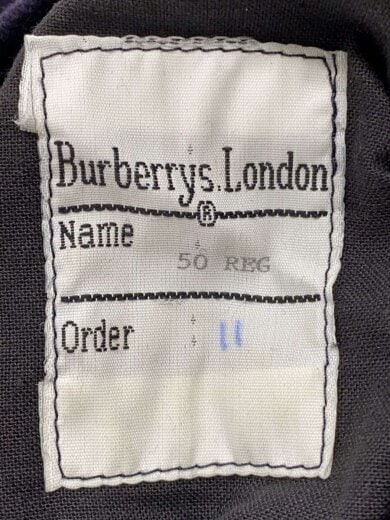 Burberrys. London
®
Name
50 REG
Order
11